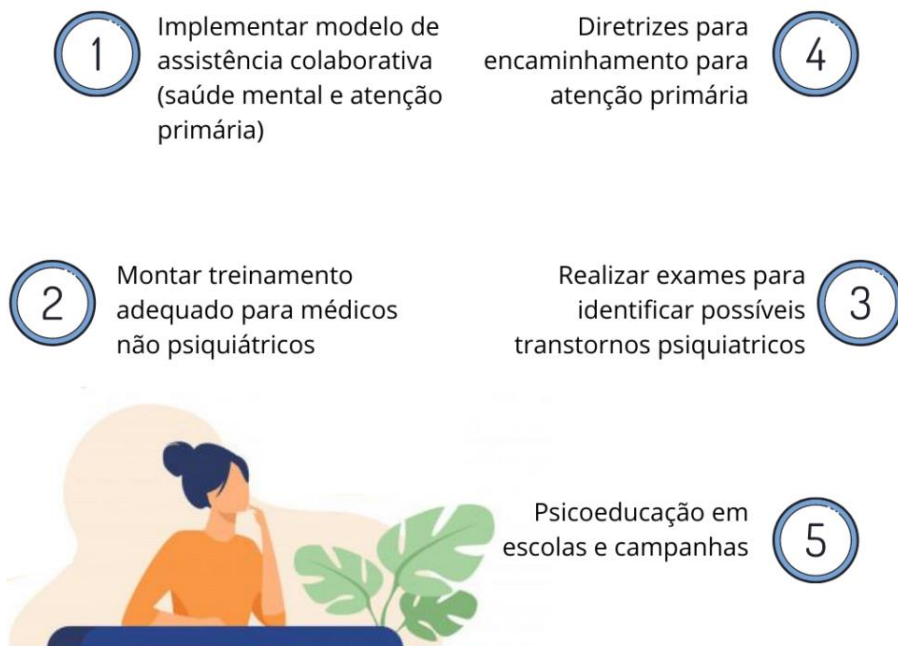 1
Implementar modelo de
assistência colaborativa
(saúde mental e atenção
primária)
2
Montar treinamento
adequado para médicos
não psiquiátricos
Realizar exames para
identificar possíveis
transtornos psiquiatricos
3
Diretrizes para
encaminhamento para
atenção primária
4
Psicoeducação em
escolas e campanhas
5